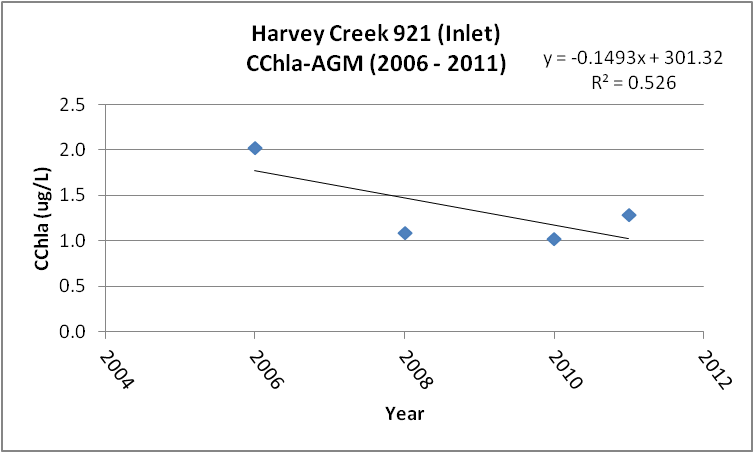 Harvey Creek 921 (Inlet)
CChla-AGM (2006 - 2011)
y = -0.1493x + 301.32
R² = 0.526
2.5
2.0
1.5
1.0
0.5
0.0
CChla (ug/L)
2004
2006
2008
2010
2012
Year